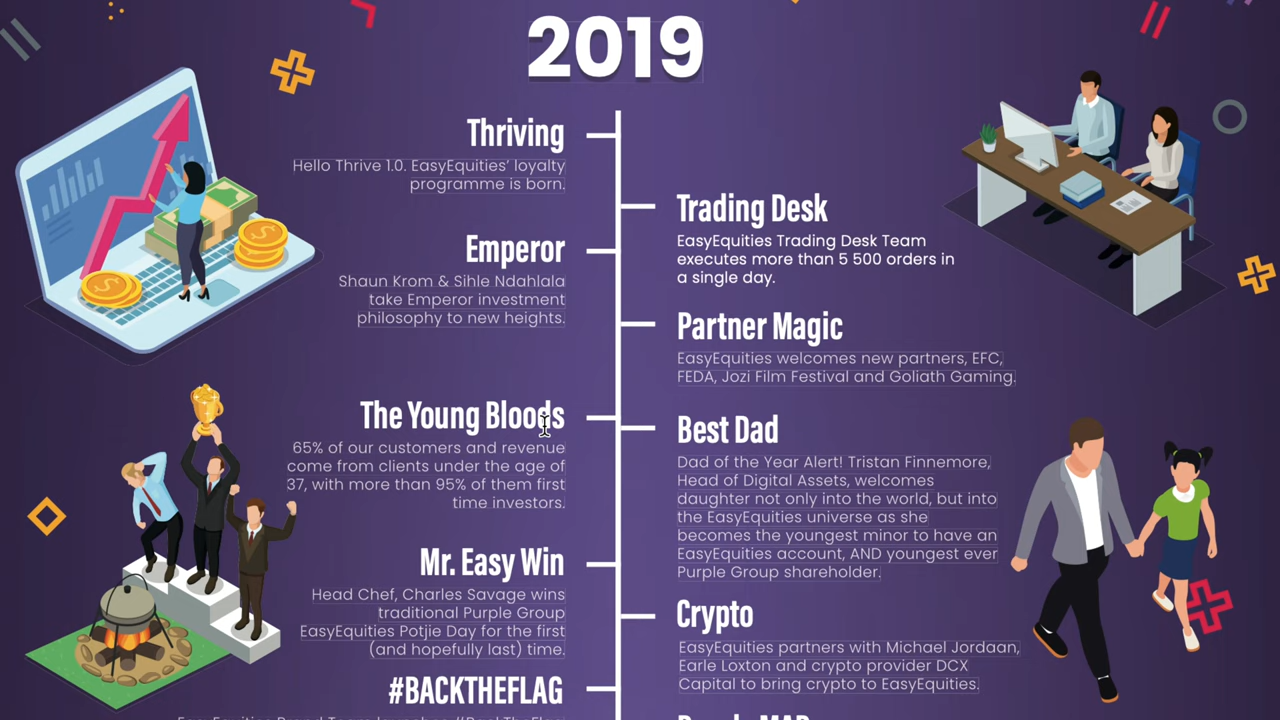 2019
Thriving
Hello Thrive 1.0. EasyEquities' loyalty
programme is born.
Trading Desk
EasyEquities Trading Desk Team
executes more than 5 500 orders in
a single day.
Emperor
Shaun Krom & Sihle Ndahlala
take Emperor investment
philosophy to new heights.
Partner Magic
EasyEquities welcomes new partners, EFC,
FEDA, Jozi Film Festival and Goliath Gaming.
The Young Bloods
65% of our customers and revenue
come from clients under the age of
37, with more than 95% of them first
time investors.
Best Dad
Dad of the Year Alert! Tristan Finnemore,
Head of Digital Assets, welcomes
daughter not only into the world, but into
the EasyEquities universe as she
becomes the youngest minor to have an
EasyEquities account, AND youngest ever
Purple Group shareholder.
Mr. Easy Win
Head Chef, Charles Savage wins
traditional Purple Group
EasyEquities Potjie Day for the first
(and hopefully last) time.
Crypto
EasyEquities partners with Michael Jordaan,
Earle Loxton and crypto provider DCX
Capital to bring crypto to EasyEquities.
#BACKTHEFLAG